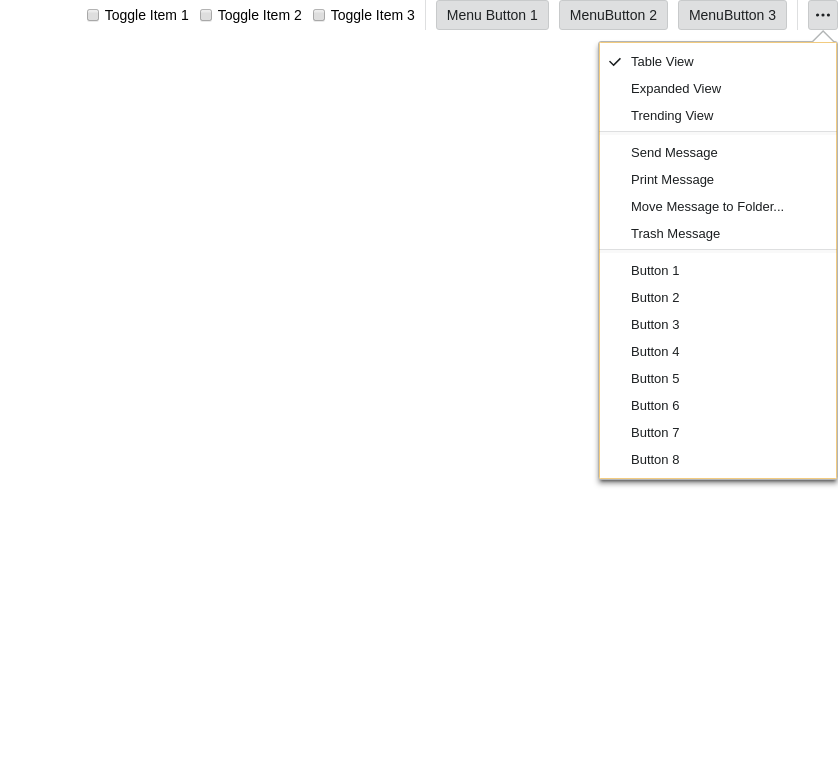 Toggle Item 1 Toggle Item 2 Toggle Item 3 Menu Button 1 MenuButton 2 MenuButton 3
Table View
Expanded View
Trending View
Send Message
Print Message
Move Message to Folder...
Trash Message
Button 1
Button 2
Button 3
Button 4
Button 5
Button 6
Button 7
Button 8